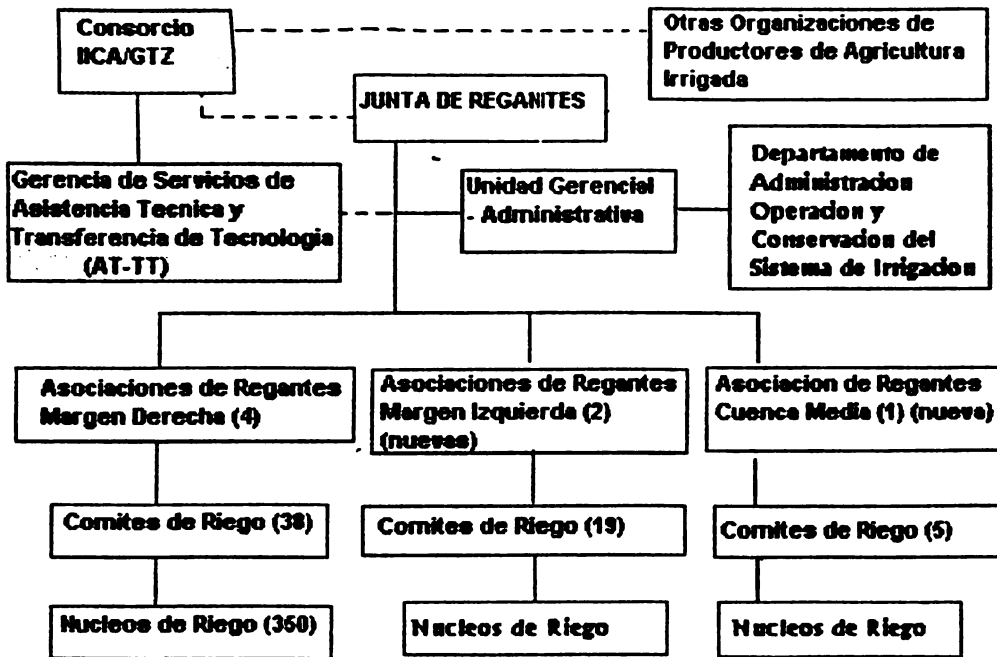 Consorcio
IICA/GTZ
Otras Organizaciones de
Productores de Agricultura
Irrigada
JUNTA DE REGANITES
Gerencia de Servicios de
Asistencia Tecnica y
Transferencia de Tecnologia
(AT-TT)
Unidad Gerencial
- Administrativa
Departamento de
Administracion
Operacion y
Conservacion del
Sistema de Irrigacion
Asociaciones de Regantes
Margen Derecha (4)
Asociaciones de Regantes
Margen Izquierda (2)
(nuevas)
Asociacion de Regantes
Cuenca Media (1) (nueva)
Comites de Riego (38)
Comites de Riego (19)
Comites de Riego (5)
Nucleos de Riego (350)
Nucleos de Riego
Nucleos de Riego